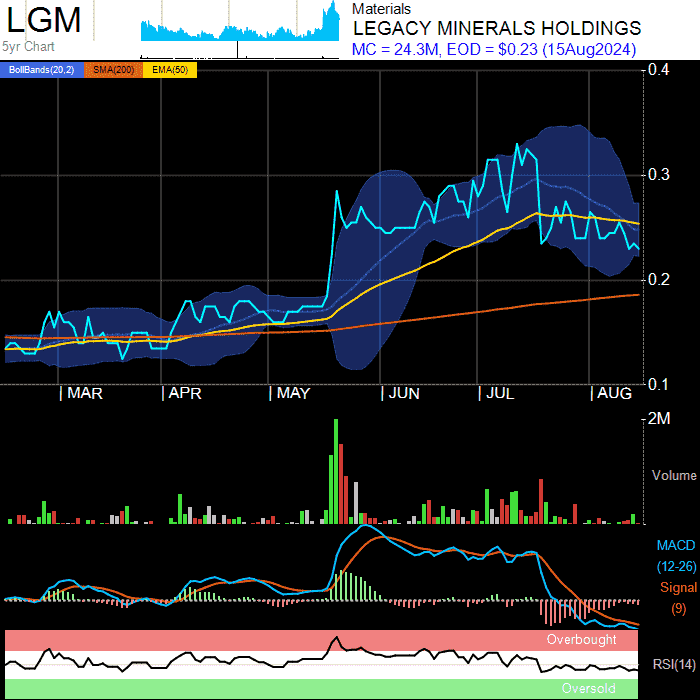 LGM
5yr Chart
Materials
LEGACY MINERALS HOLDINGS
MC = 24.3M, EOD = $0.23 (15Aug2024)
BollBands(20,2) SMA(200) EMA(50)
0.4
0.3
0.2
0.1
MAR APR MAY JUN JUL AUG
2M
Volume
MACD
(12-26)
Signal
(9)
Overbought
RSI(14)
Oversold